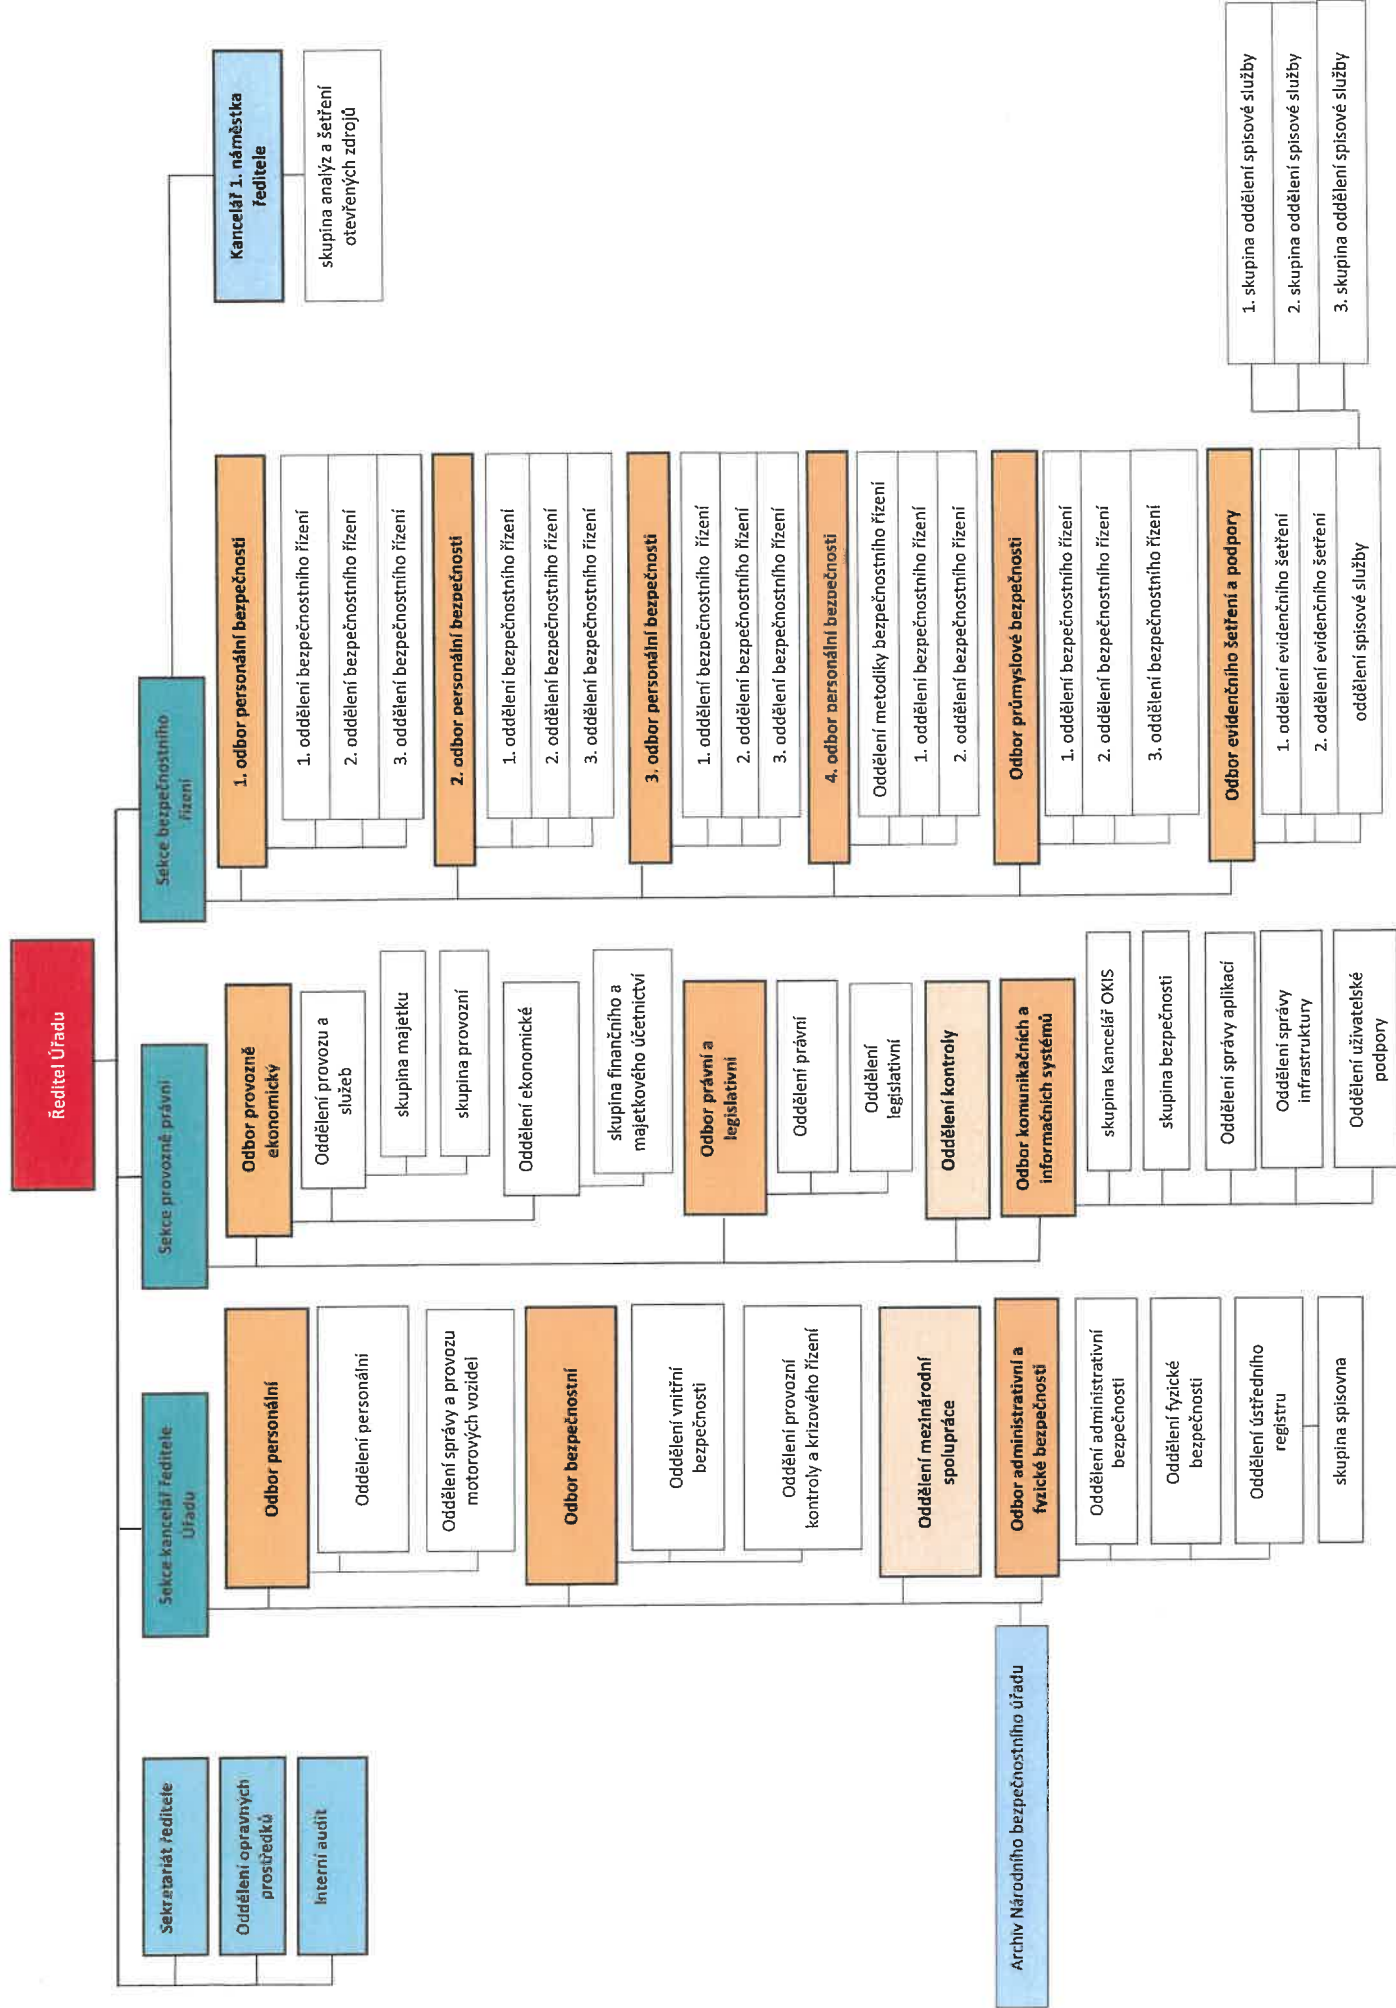 Ředitel Úřadu
Sekretariát ředitele
Oddělení opravných
prostředků
Interní audit
Sekce kancelář ředitele
Úřadu
Odbor personální
Oddělení personální
Oddělení správy a provozu
motorových vozidel
Odbor bezpečnostní
Oddělení vnitřní
bezpečnosti
Oddělení provozní
kontroly a krizového řízení
Oddělení mezinárodní
spolupráce
Odbor administrativní a
fyzické bezpečnosti
Oddělení administrativní
bezpečnosti
Oddělení fyzické
bezpečnosti
Oddělení ústředního
registru
skupina spisovna
Archiv Národního bezpečnostního úřadu
Sekce provozně právní
Odbor provozně
ekonomický
Oddělení provozu a
služeb
skupina majetku
skupina provozní
Oddělení ekonomické
skupina finančního a
majetkového účetnictví
Odbor právní a
legislativní
Oddělení právní
Oddělení
legislativní
Oddělení kontroly
Odbor komunikačních a
informačních systémů
skupina Kancelář OKIS
skupina bezpečnosti
Oddělení správy aplikací
Oddělení správy
infrastruktury
Oddělení uživatelské
podpory
Sekce bezpečnostního
řízení
1. odbor personální bezpečnosti
1. oddělení bezpečnostního řízení
2. oddělení bezpečnostního řízení
3. oddělení bezpečnostního řízení
2. odbor personální bezpečnosti
1. oddělení bezpečnostního řízení
2. oddělení bezpečnostního řízení
3. oddělení bezpečnostního řízení
3. odbor personální bezpečnosti
1. oddělení bezpečnostního řízení
2. oddělení bezpečnostního řízení
3. oddělení bezpečnostního řízení
4. odbor personální bezpečnosti
Oddělení metodiky bezpečnostního řízení
1. oddělení bezpečnostního řízení
2. oddělení bezpečnostního řízení
Odbor průmyslové bezpečnosti
1. oddělení bezpečnostního řízení
2. oddělení bezpečnostního řízení
3. oddělení bezpečnostního řízení
Odbor evidenčního šetření a podpory
1. oddělení evidenčního šetření
2. oddělení evidenčního šetření
oddělení spisové služby
1. skupina oddělení spisové služby
2. skupina oddělení spisové služby
3. skupina oddělení spisové služby
Kancelář 1. náměstka
ředitele
skupina analýz a šetření
otevřených zdrojů